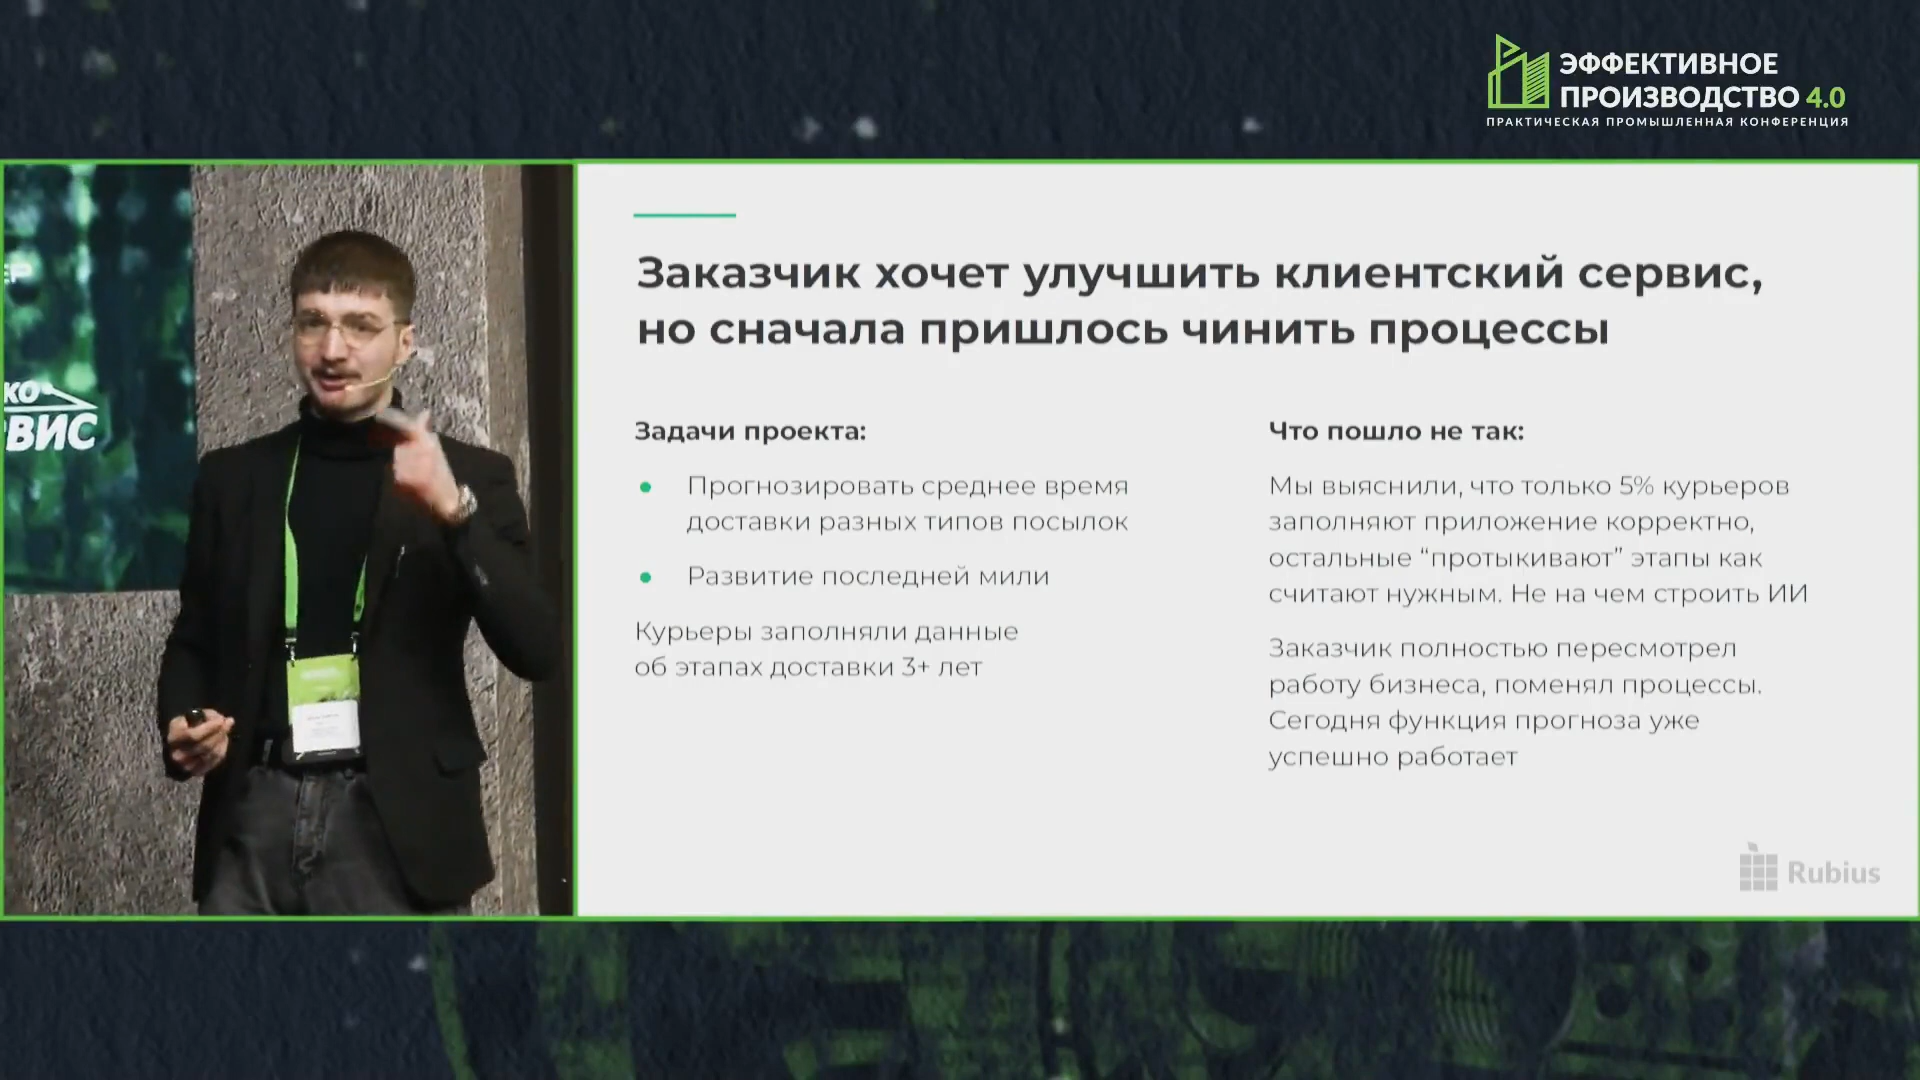 ЭФФЕКТИВНОЕ
ПРОИЗВОДСТВО 4.0
ПРАКТИЧЕСКАЯ ПРОМЫШЛЕННАЯ КОНФЕРЕНЦИЯ
ЕР
КО
ВИС
Заказчик хочет улучшить клиентский сервис,
но сначала пришлось чинить процессы
Задачи проекта:
Прогнозировать среднее время
доставки разных типов посылок
Развитие последней мили
Курьеры заполняли данные
об этапах доставки 3+ лет
Что пошло не так:
Мы выяснили, что только 5% курьеров
заполняют приложение корректно,
остальные “протыкивают” этапы как
считают нужным. Не на чем строить ИИ
Заказчик полностью пересмотрел
работу бизнеса, поменял процессы.
Сегодня функция прогноза уже
успешно работает
Rubius